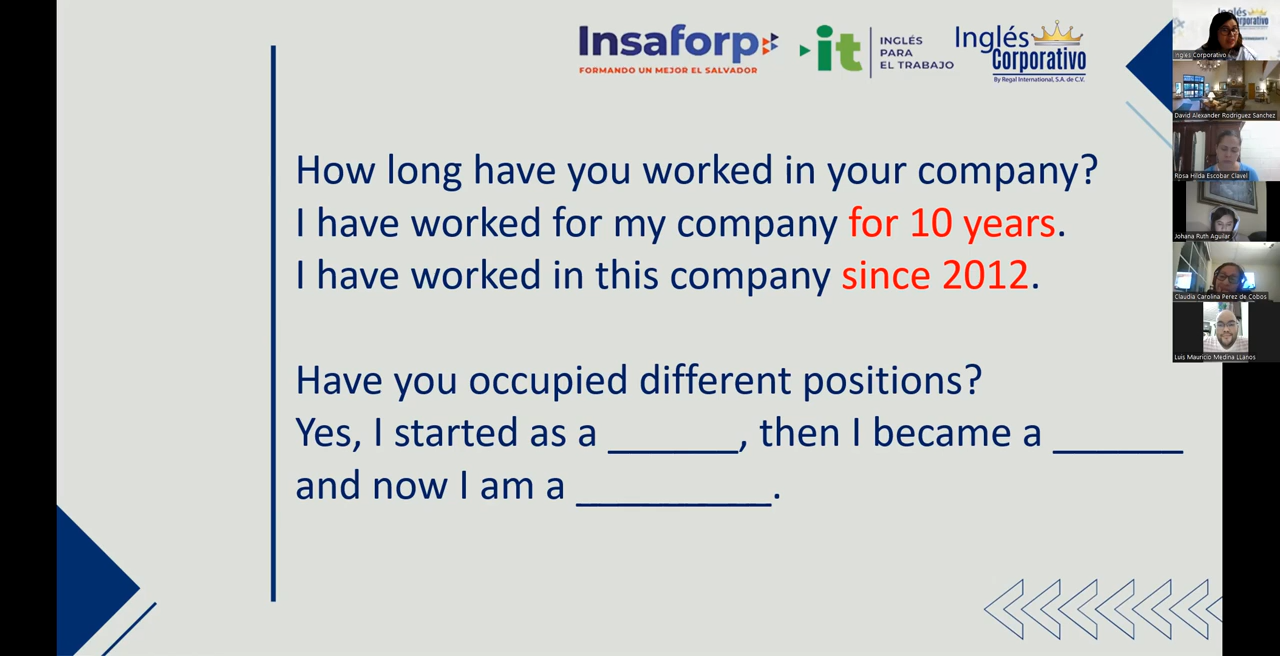 Insaforp
FORMANDO UN MEJOR EL SALVADOR
it
INGLÉS
PARA
EL TRABAJO
Inglés
Corporativo
By Regal International, S.A. de C.V.
How long have you worked in your company?
I have worked for my company for 10 years.
I have worked in this company since 2012.
Have you occupied different positions?
Yes, I started as a ______, then I became a ______
and now I am a _________.
Inglés
Corporativo
Inglés Corporativo
David Alexander Rodriguez Sanchez
Rosa Hilda Escobar Clavel
Johana Ruth Aguilar
Claudia Carolina Perez de Cobos
Luis Mauricio Medina LLanos